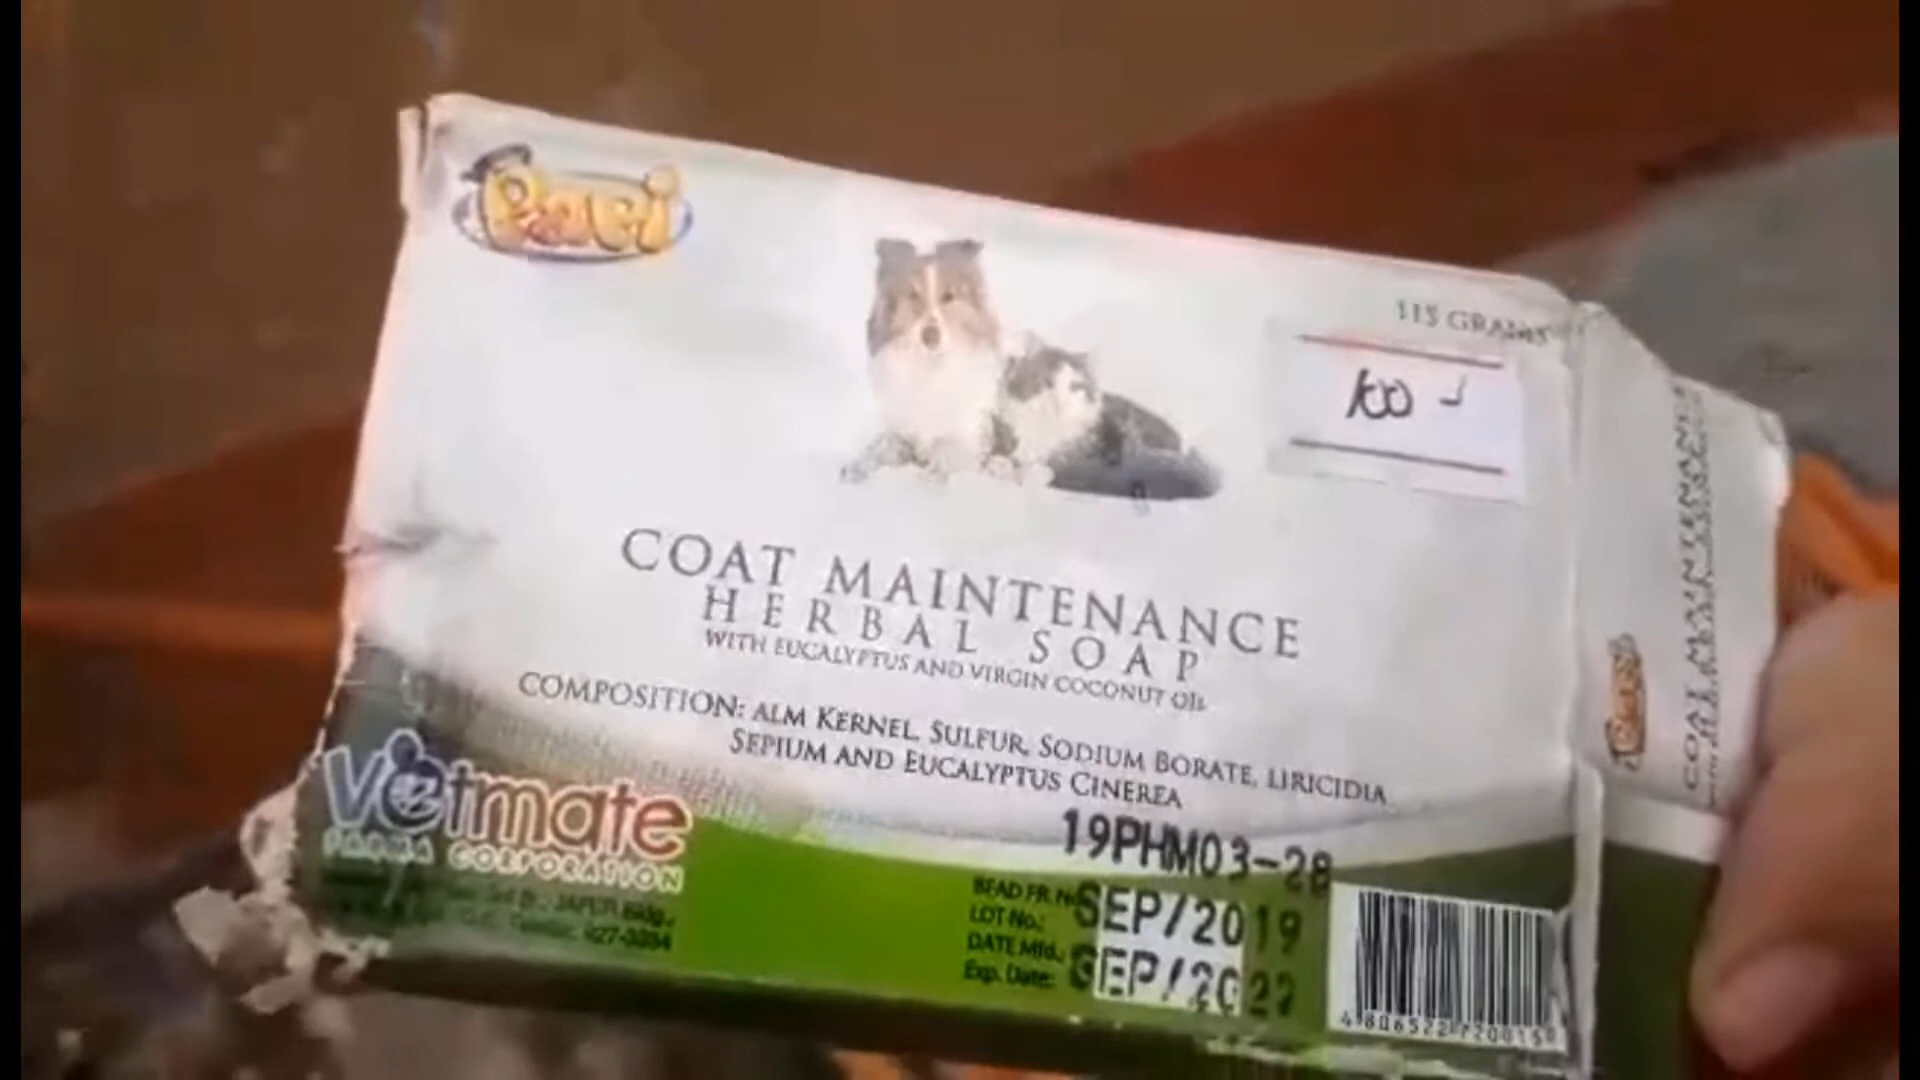 115 GRAMS
100
COAT MAINTENANCE
HERBAL SOAP
WITH EUCALYPTUS AND VIRGIN COCONUT OIL
COMPOSITION: ALM KERNEL, SULFUR, SODIUM BORATE, LIRICIDIA
SEPIUM AND EUCALYPTUS CINEREA
Vetmate
CORPORATION
19PHM03-28
LOT No.: SEP/2019
DATE Mfd.:
Exp. Date: SEP/2022
COAT MAINTENANCE